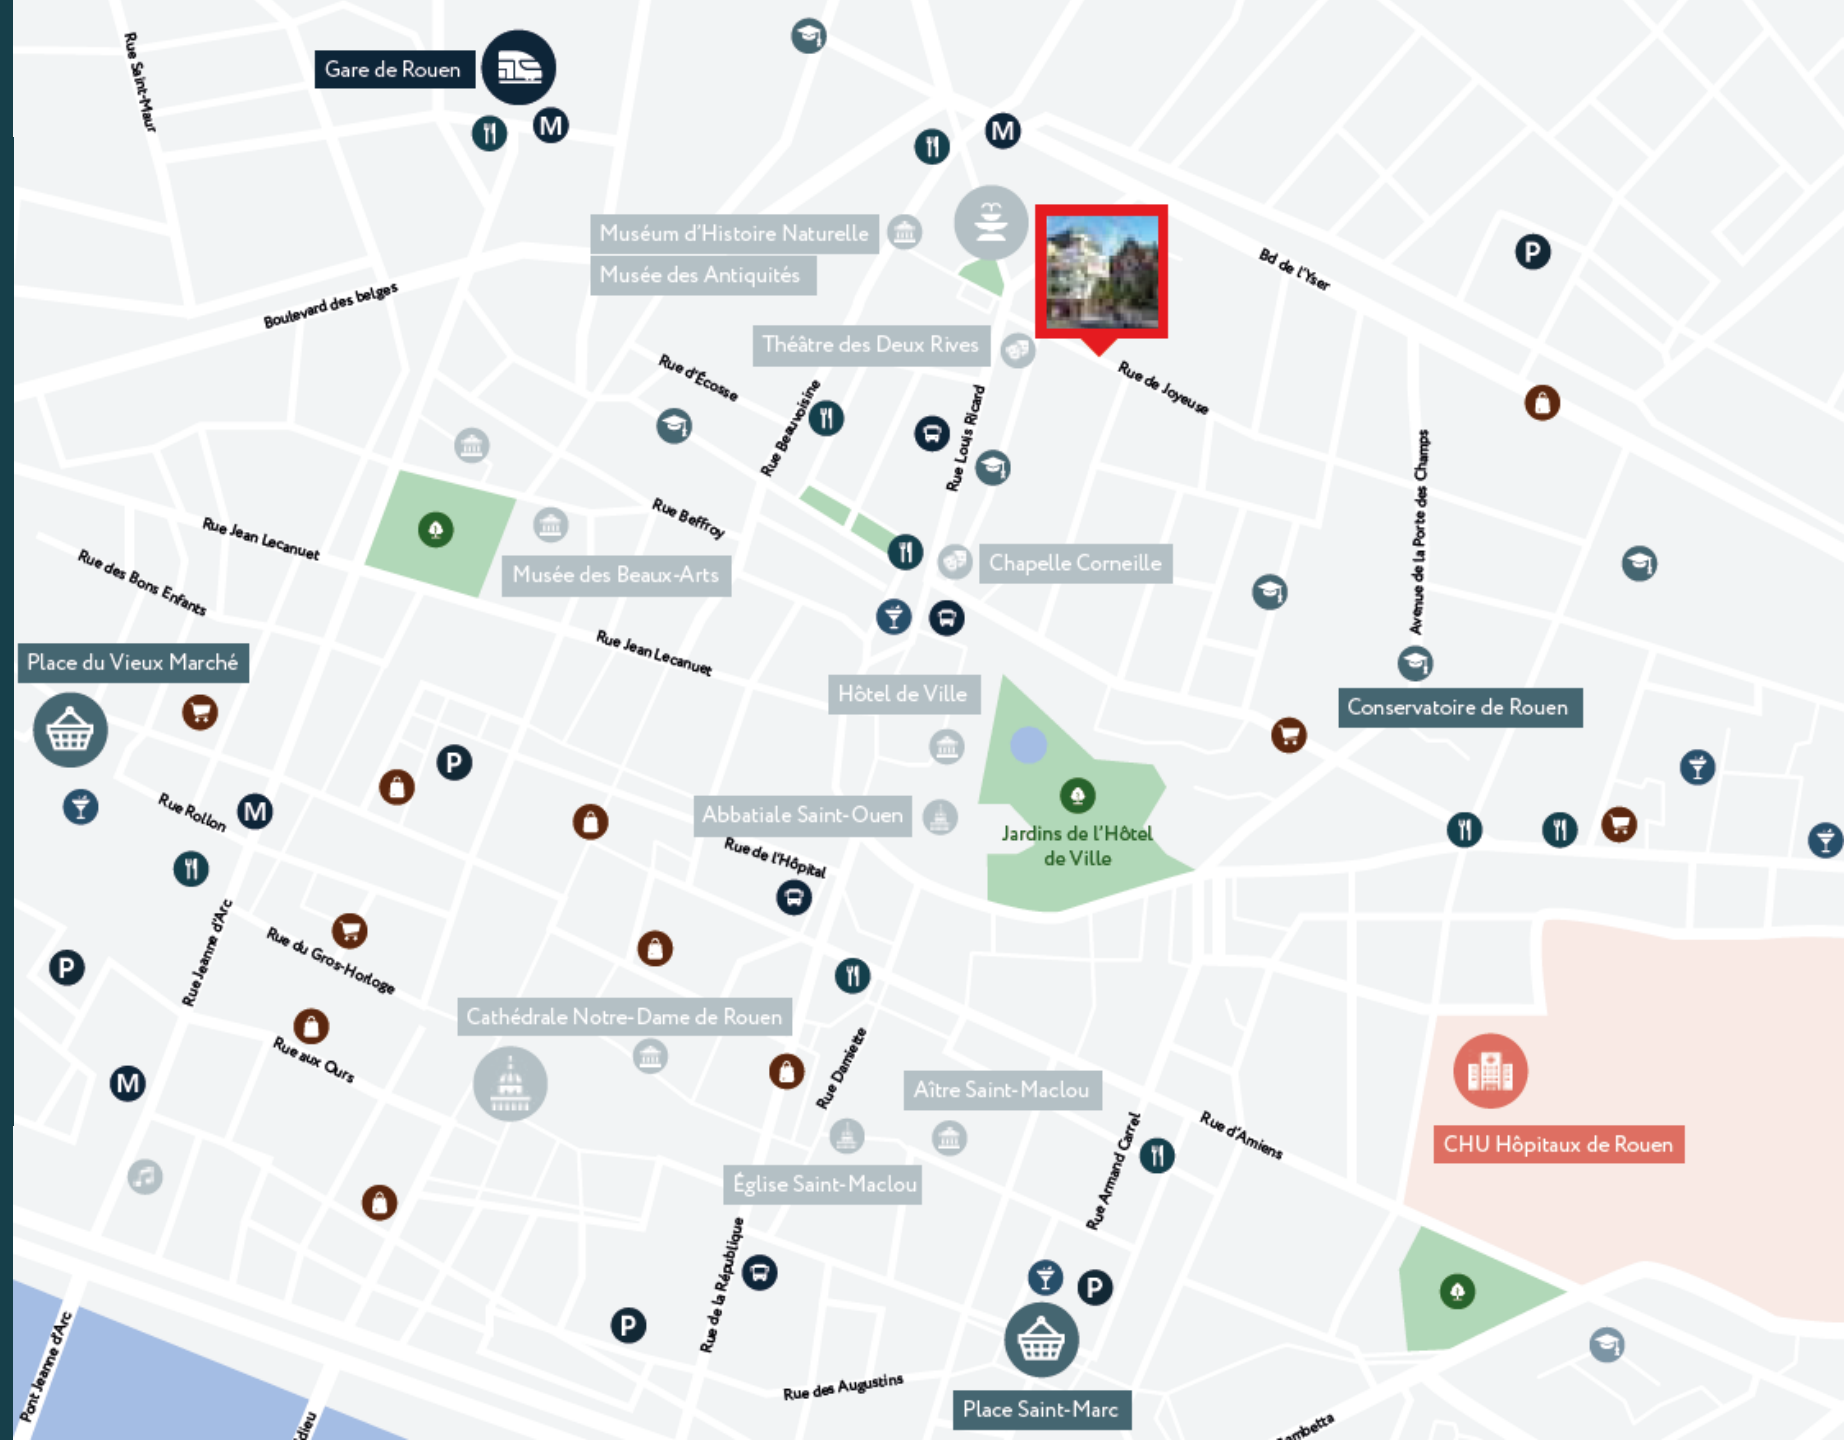 Rue Saint-Maur
Gare de Rouen
M
M
Muséum d'Histoire Naturelle
Musée des Antiquités
Bd de l'Yser
P
Boulevard des belges
Théâtre des Deux Rives
Rue d'Écosse
Rue de Joyeuse
Rue Beauvoisine
Rue Louis Ricard
Avenue de la Porte des Champs
Rue Jean Lecanuet
Rue Beffroy
Rue des Bons Enfants
Musée des Beaux-Arts
Chapelle Corneille
Place du Vieux Marché
Rue Jean Lecanuet
Hôtel de Ville
Conservatoire de Rouen
P
Rue Rollon
M
Abbatiale Saint-Ouen
Jardins de l'Hôtel
de Ville
Rue de l'Hôpital
Rue Jeanne d'Arc
Rue du Gros-Horloge
P
Cathédrale Notre-Dame de Rouen
Rue aux Ours
Rue Damiette
M
Aître Saint-Maclou
Rue d'Amiens
CHU Hôpitaux de Rouen
Rue Armand Carrel
Église Saint-Maclou
Rue de la République
P
P
Pont Jeanne d'Arc
Rue des Augustins
Place Saint-Marc
dieu
ambetta